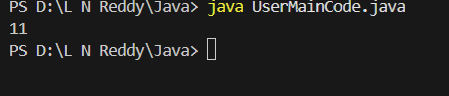 PS D:\L N Reddy\Java> java UserMainCode.java
11
PS D:\L N Reddy\Java>